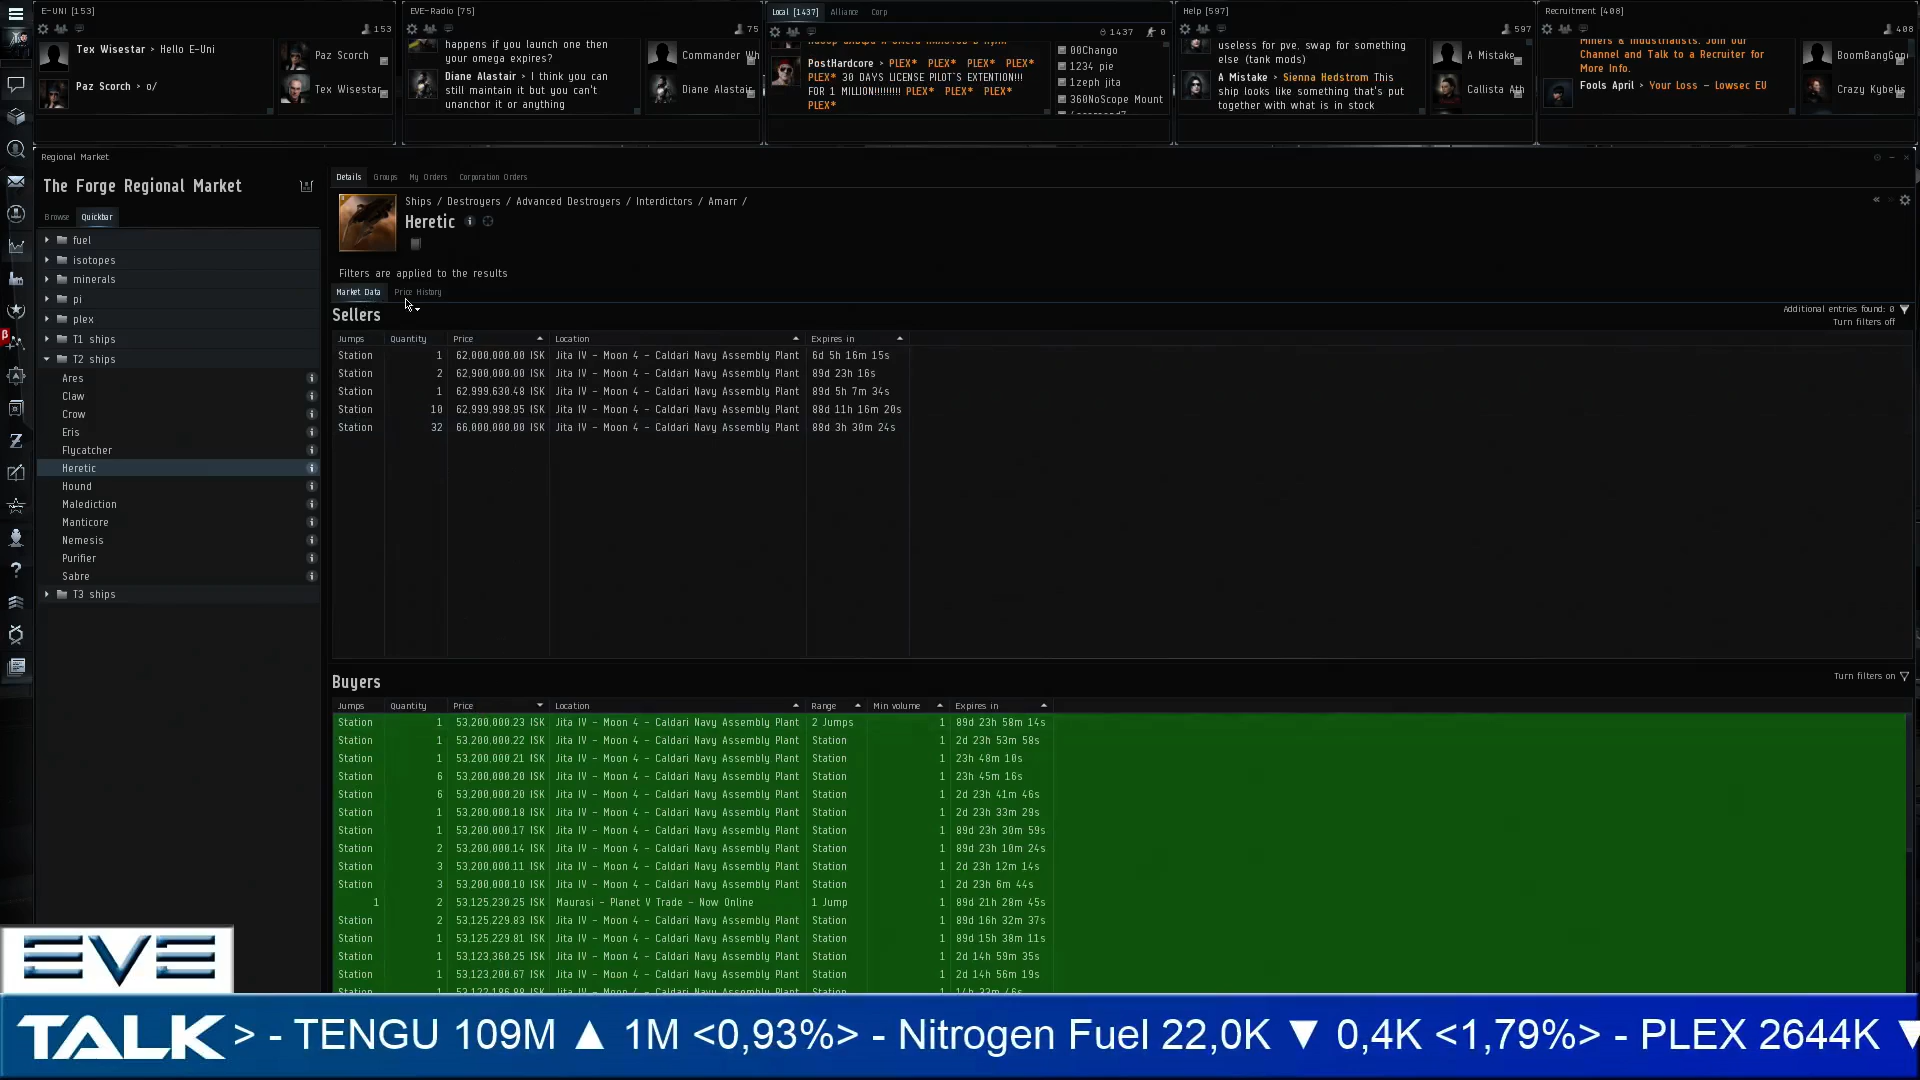 E-UNI [153]
153
Tex Wisestar > Hello E-Uni
Paz Scorch > o/
Paz Scorch
Tex Wisestar
EVE-Radio [75]
75
happens if you launch one then
your omega expires?
Diane Alastair > I think you can
still maintain it but you can't
unanchor it or anything
Commander Wh
Diane Alastair
Local [1437]
Alliance
Corp
1437
0
PostHardcore > PLEX* PLEX* PLEX* PLEX*
PLEX* 30 DAYS LICENSE PILOT`S EXTENTION!!!
FOR 1 MILLION!!!!!!!!! PLEX* PLEX* PLEX*
PLEX*
00Chango
1234 pie
1zeph jita
360NoScope Mount
Help [597]
597
useless for pve. swap for something
else (tank mods)
A Mistake > Sienna Hedstrom This
ship looks like something that's put
together with what is in stock
A Mistake
Callista Ath
Recruitment [408]
408
Miners & Industrialists. Join our
Channel and Talk to a Recruiter for
More Info.
Fools April > Your Loss - Lowsec EU
BoomBangGon
Crazy Kybelis
Regional Market
The Forge Regional Market
Browse
Quickbar
fuel
isotopes
minerals
pi
plex
T1 ships
T2 ships
Ares
Claw
Crow
Eris
Flycatcher
Heretic
Hound
Malediction
Manticore
Nemesis
Purifier
Sabre
T3 ships
Details Groups My Orders Corporation Orders
Ships / Destroyers / Advanced Destroyers / Interdictors / Amarr /
Heretic
Filters are applied to the results
Market Data Price History
Sellers
Additional entries found: 0
Turn filters off
Jumps Quantity Price Location Expires in
Station 1 62,000,000.00 ISK Jita IV - Moon 4 - Caldari Navy Assembly Plant 6d 5h 16m 15s
Station 2 62,900,000.00 ISK Jita IV - Moon 4 - Caldari Navy Assembly Plant 89d 23h 16s
Station 1 62,999,630.48 ISK Jita IV - Moon 4 - Caldari Navy Assembly Plant 89d 5h 7m 34s
Station 10 62,999,998.95 ISK Jita IV - Moon 4 - Caldari Navy Assembly Plant 88d 11h 16m 20s
Station 32 66,000,000.00 ISK Jita IV - Moon 4 - Caldari Navy Assembly Plant 88d 3h 30m 24s
Buyers
Turn filters on
Jumps Quantity Price Location Range Min volume Expires in
Station 1 53,200,000.23 ISK Jita IV - Moon 4 - Caldari Navy Assembly Plant 2 Jumps 1 89d 23h 58m 14s
Station 1 53,200,000.22 ISK Jita IV - Moon 4 - Caldari Navy Assembly Plant Station 1 2d 23h 53m 58s
Station 1 53,200,000.21 ISK Jita IV - Moon 4 - Caldari Navy Assembly Plant Station 1 23h 48m 10s
Station 6 53,200,000.20 ISK Jita IV - Moon 4 - Caldari Navy Assembly Plant Station 1 23h 45m 16s
Station 6 53,200,000.20 ISK Jita IV - Moon 4 - Caldari Navy Assembly Plant Station 1 2d 23h 41m 46s
Station 1 53,200,000.18 ISK Jita IV - Moon 4 - Caldari Navy Assembly Plant Station 1 2d 23h 33m 29s
Station 1 53,200,000.17 ISK Jita IV - Moon 4 - Caldari Navy Assembly Plant Station 1 89d 23h 30m 59s
Station 2 53,200,000.14 ISK Jita IV - Moon 4 - Caldari Navy Assembly Plant Station 1 89d 23h 10m 24s
Station 3 53,200,000.11 ISK Jita IV - Moon 4 - Caldari Navy Assembly Plant Station 1 2d 23h 12m 14s
Station 3 53,200,000.10 ISK Jita IV - Moon 4 - Caldari Navy Assembly Plant Station 1 2d 23h 6m 44s
1 2 53,125,230.25 ISK Maurasi - Planet V Trade - Now Online 1 Jump 1 89d 21h 28m 45s
Station 2 53,125,229.83 ISK Jita IV - Moon 4 - Caldari Navy Assembly Plant Station 1 89d 16h 32m 37s
Station 1 53,125,229.81 ISK Jita IV - Moon 4 - Caldari Navy Assembly Plant Station 1 89d 15h 38m 11s
Station 1 53,123,360.25 ISK Jita IV - Moon 4 - Caldari Navy Assembly Plant Station 1 2d 14h 59m 35s
Station 1 53,123,200.67 ISK Jita IV - Moon 4 - Caldari Navy Assembly Plant Station 1 2d 14h 56m 19s
Station 1 53,122,186.88 ISK Jita IV - Moon 4 - Caldari Navy Assembly Plant Station 1 14h 33m 46s
EVE
TALK > - TENGU 109M ▲ 1M <0,93%> - Nitrogen Fuel 22,0K ▼ 0,4K <1,79%> - PLEX 2644K ▼